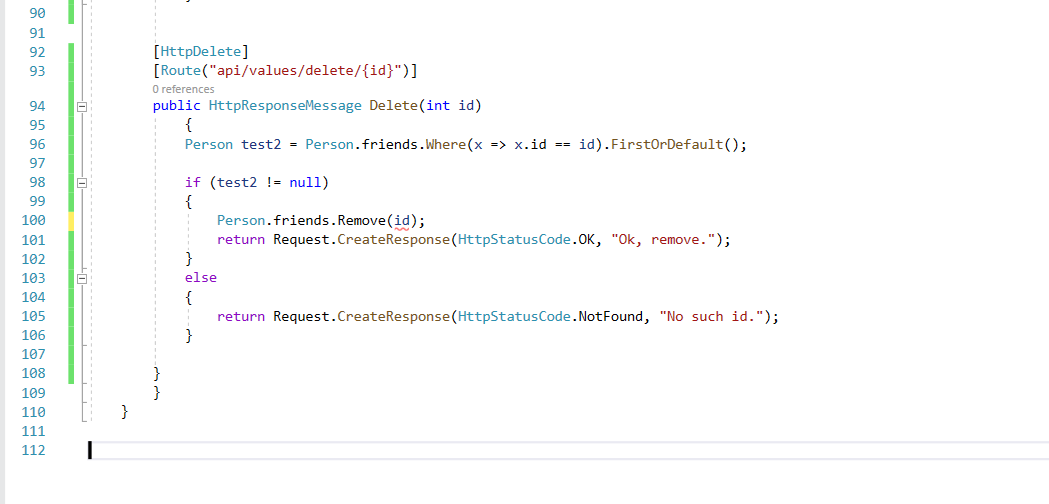 90
91
92 [HttpDelete]
93 [Route("api/values/delete/{id}")]
0 references
94 public HttpResponseMessage Delete(int id)
95 {
96 Person test2 = Person.friends.Where(x => x.id == id).FirstOrDefault();
97
98 if (test2 != null)
99 {
100 Person.friends.Remove(id);
101 return Request.CreateResponse(HttpStatusCode.OK, "Ok, remove.");
102 }
103 else
104 {
105 return Request.CreateResponse(HttpStatusCode.NotFound, "No such id.");
106 }
107
108 }
109 }
110 }
111
112